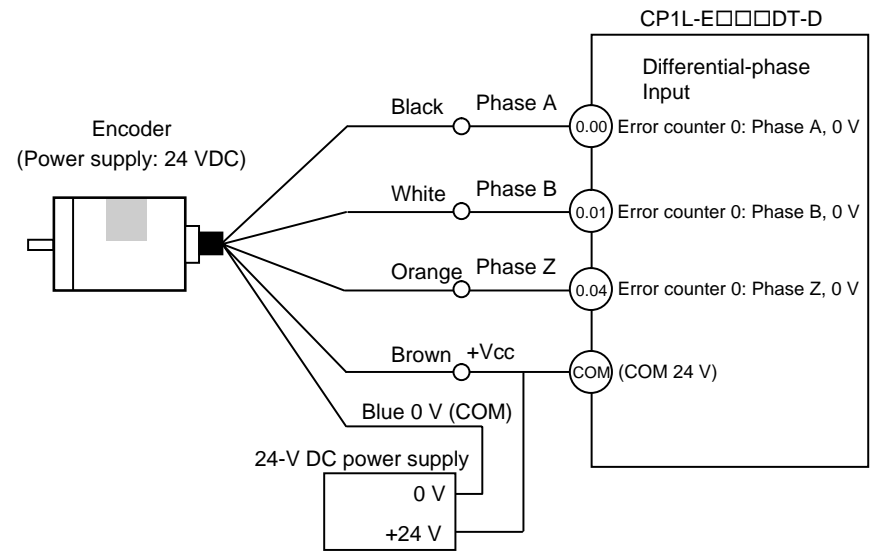 CP1L-E□□□DT-D
Differential-phase
Input
Black
Phase A
0.00
Error counter 0: Phase A, 0 V
Encoder
(Power supply: 24 VDC)
White
Phase B
0.01
Error counter 0: Phase B, 0 V
Orange
Phase Z
0.04
Error counter 0: Phase Z, 0 V
Brown
+Vcc
COM
(COM 24 V)
Blue 0 V (COM)
24-V DC power supply
0 V
+24 V